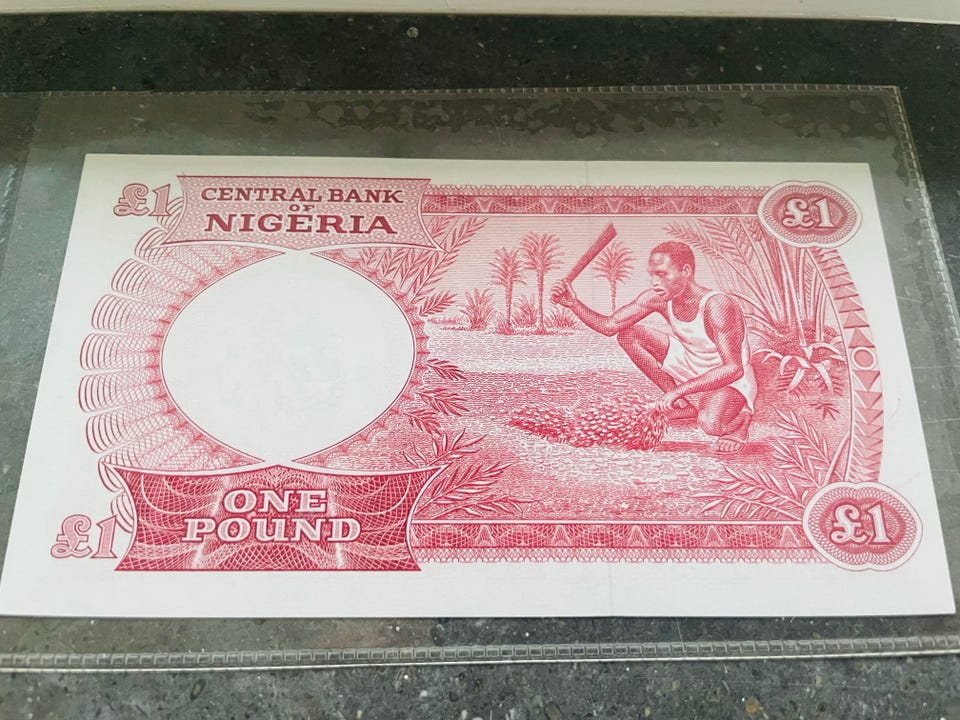 £1
CENTRAL BANK
OF
NIGERIA
£1
ONE
POUND
£1
£1